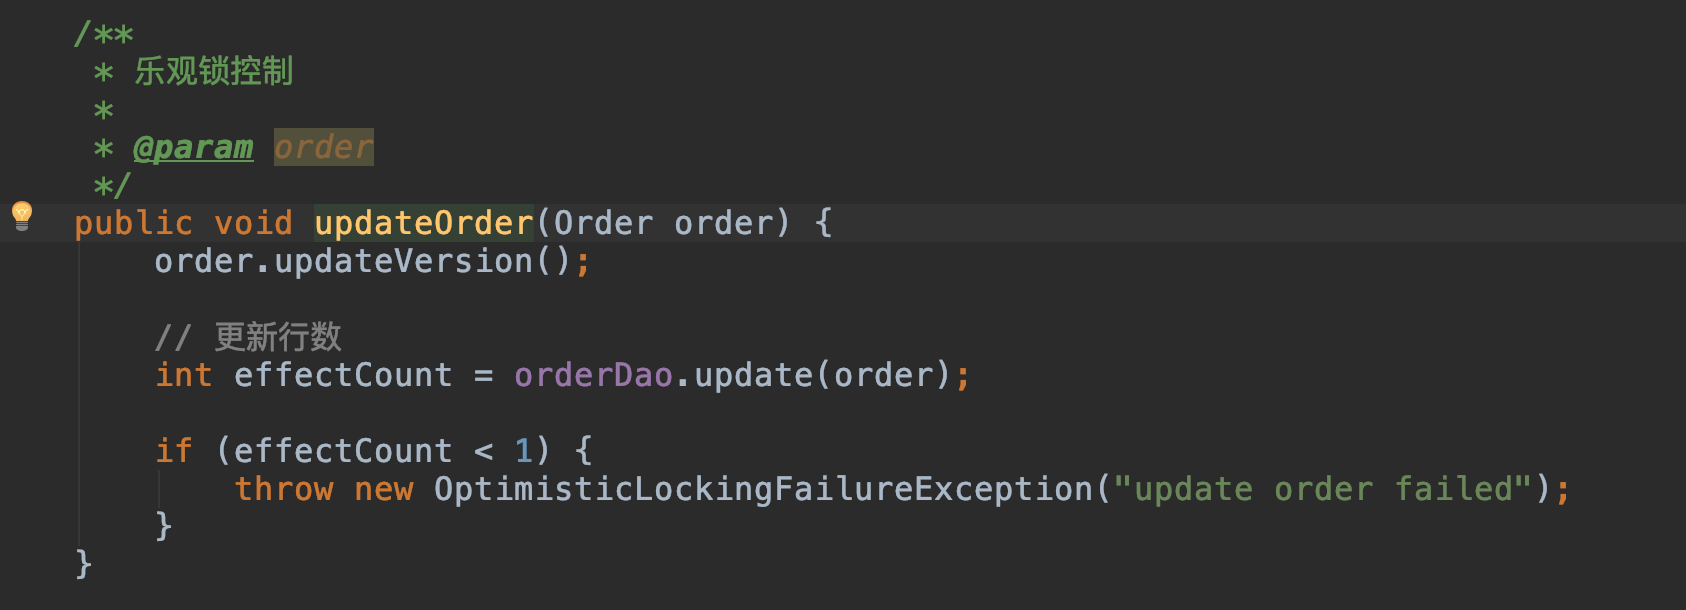 /**
 * 乐观锁控制
 *
 * @param order
 */
public void updateOrder(Order order) {
    order.updateVersion();
    // 更新行数
    int effectCount = orderDao.update(order);
    if (effectCount < 1) {
        throw new OptimisticLockingFailureException("update order failed");
    }
}